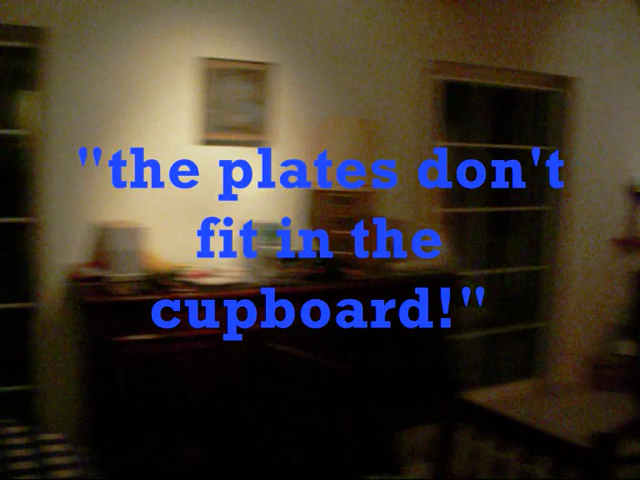 "the plates don't
fit in the
cupboard!"